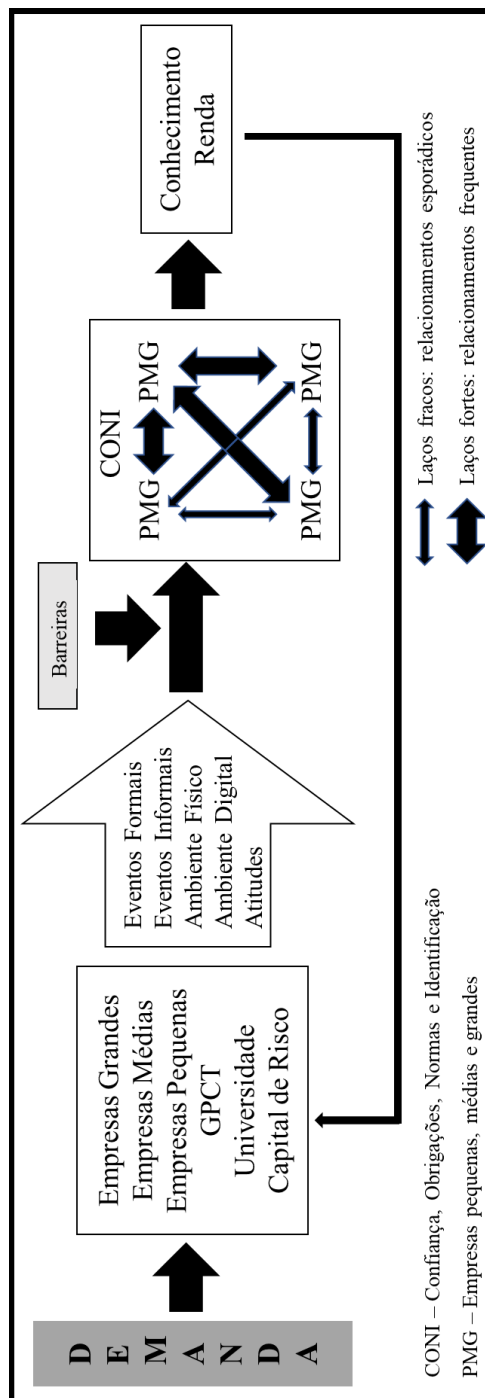 D
E
M
A
N
D
A
Empresas Grandes
Empresas Médias
Empresas Pequenas
GPCT
Universidade
Capital de Risco
Eventos Formais
Eventos Informais
Ambiente Físico
Ambiente Digital
Atitudes
Barreiras
CONI
PMG PMG
PMG PMG
Conhecimento
Renda
CONI – Confiança, Obrigações, Normas e Identificação
PMG – Empresas pequenas, médias e grandes
Laços fracos: relacionamentos esporádicos
Laços fortes: relacionamentos frequentes